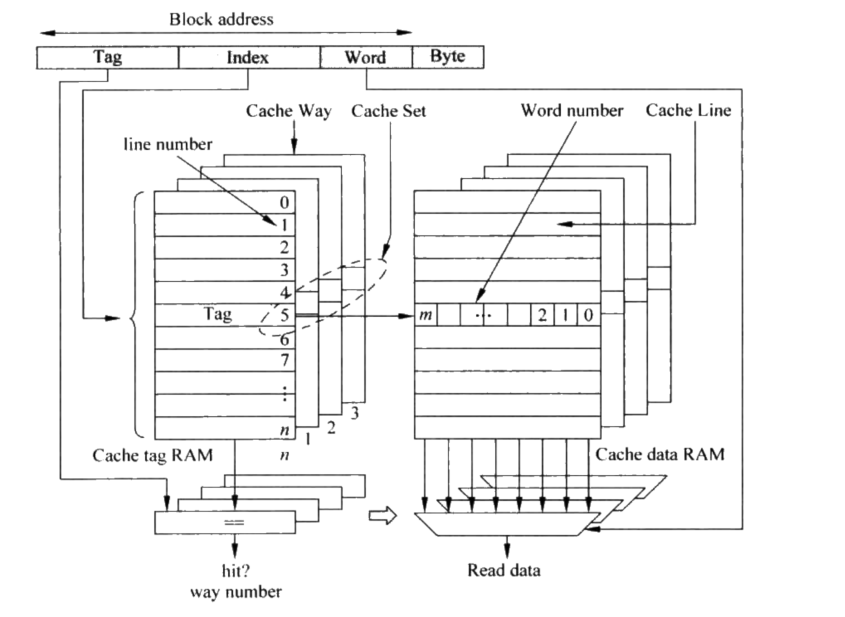 Block address
Tag Index Word Byte
Cache Way Cache Set Word number Cache Line
line number
0
1
2
3
4
Tag 5 m ... 2 1 0
6
7
⋮
n 1 2 3
Cache tag RAM n Cache data RAM
==
hit? Read data
way number